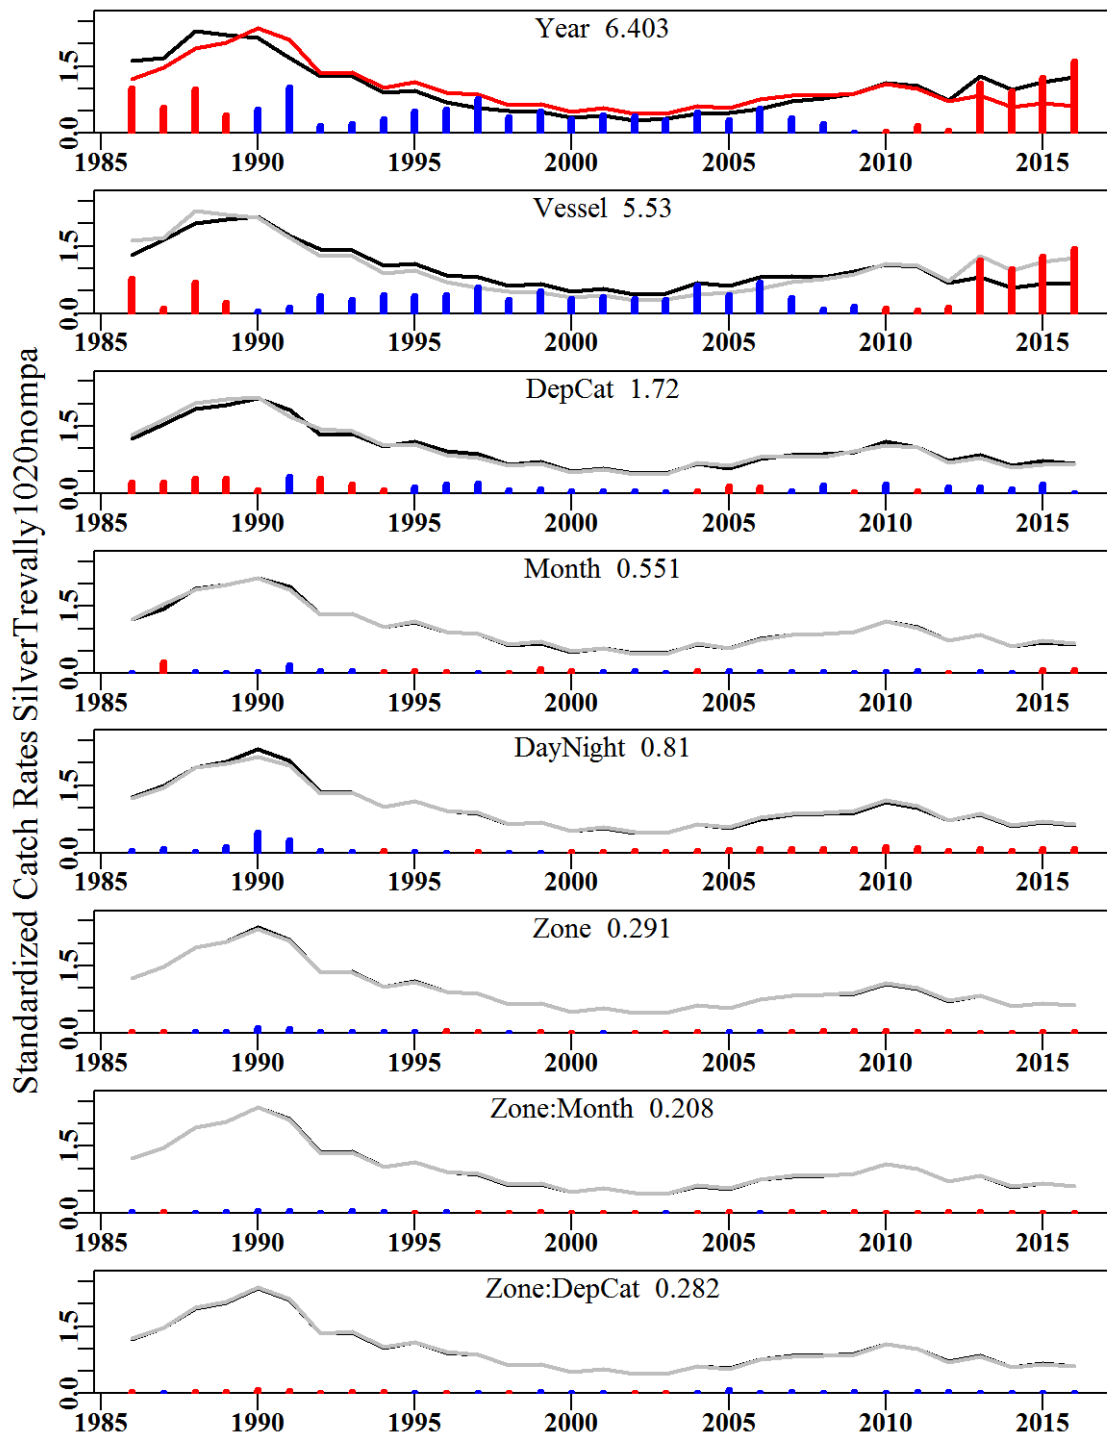 Standardized Catch Rates SilverTrevally1020nompa
Year 6.403
0.0 1.5
1985 1990 1995 2000 2005 2010 2015
Vessel 5.53
0.0 1.5
1985 1990 1995 2000 2005 2010 2015
DepCat 1.72
0.0 1.5
1985 1990 1995 2000 2005 2010 2015
Month 0.551
0.0 1.5
1985 1990 1995 2000 2005 2010 2015
DayNight 0.81
0.0 1.5
1985 1990 1995 2000 2005 2010 2015
Zone 0.291
0.0 1.5
1985 1990 1995 2000 2005 2010 2015
Zone:Month 0.208
0.0 1.5
1985 1990 1995 2000 2005 2010 2015
Zone:DepCat 0.282
0.0 1.5
1985 1990 1995 2000 2005 2010 2015